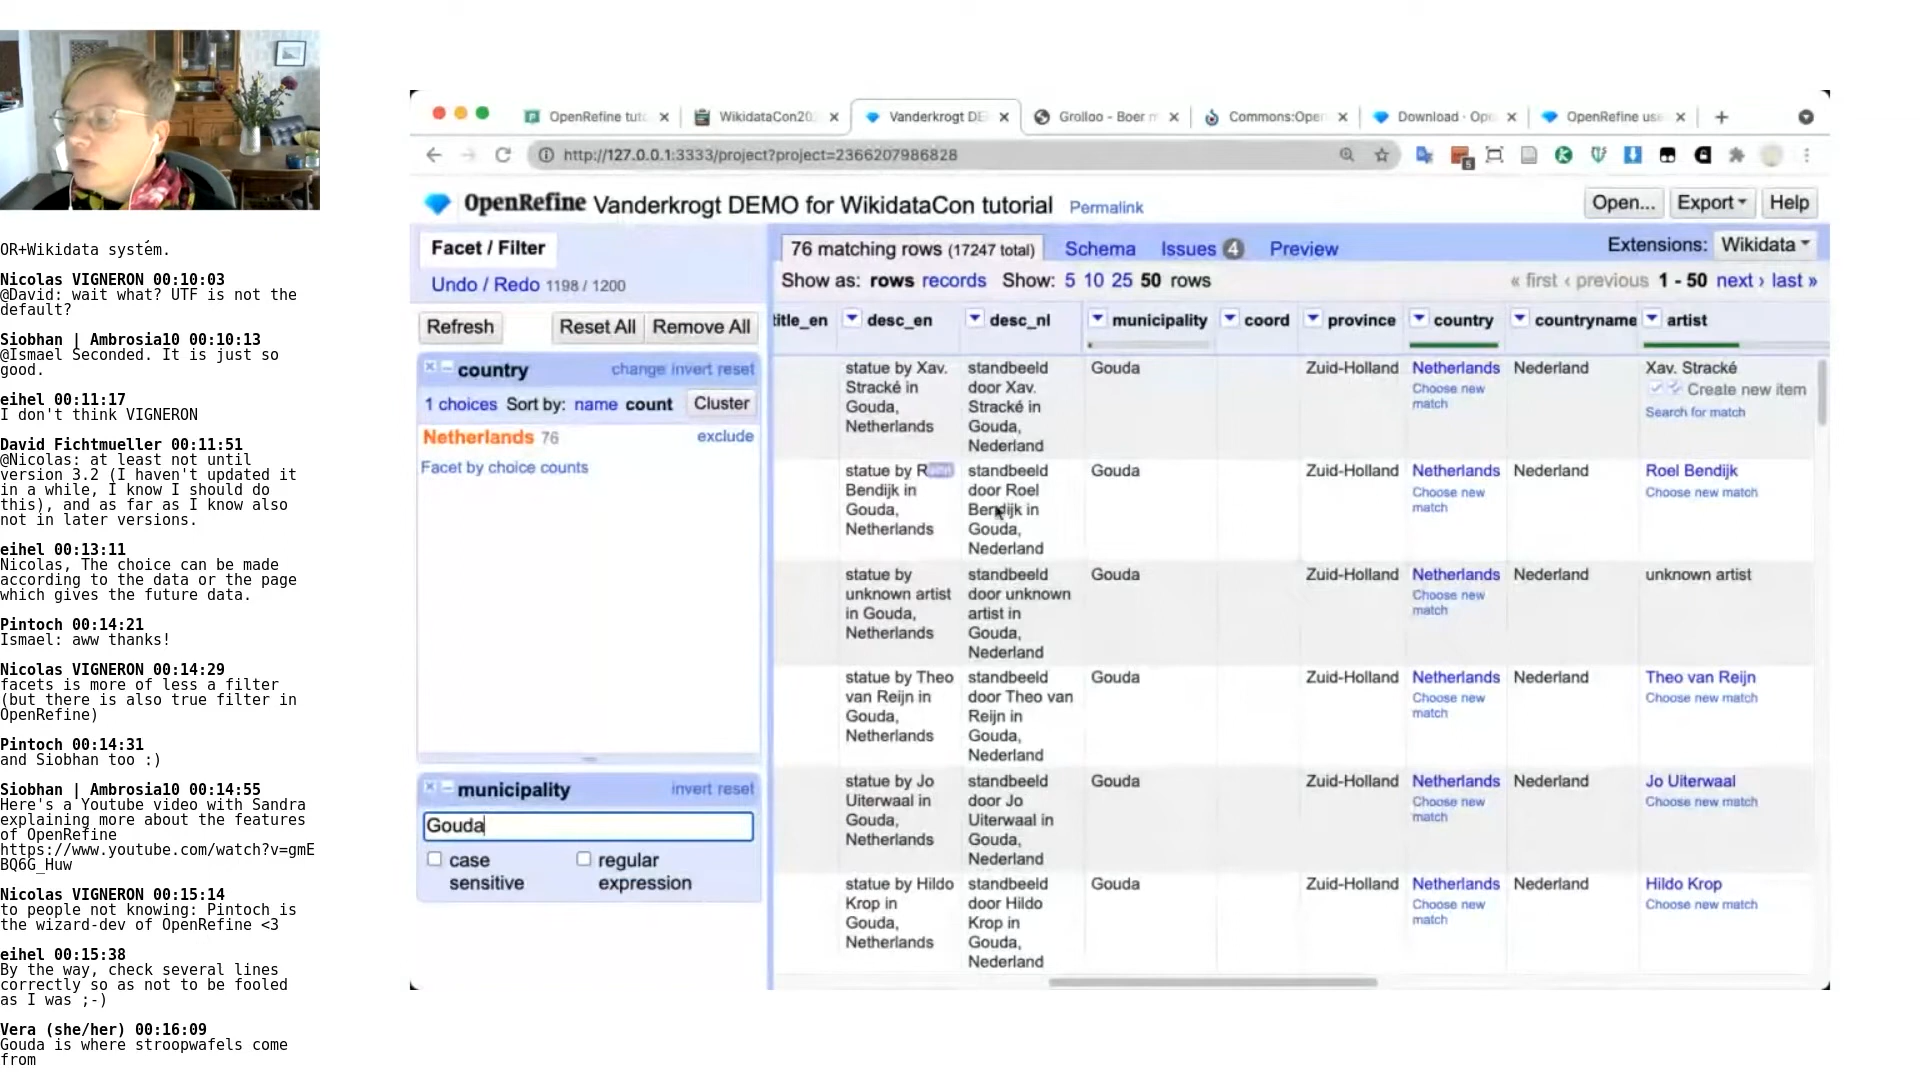 OR+Wikidata systém.
Nicolas VIGNERON 00:10:03
@David: wait what? UTF is not the
default?
Siobhan | Ambrosia10 00:10:13
@Ismael Seconded. It is just so
good.
eihel 00:11:17
I don't think VIGNERON
David Fichtmueller 00:11:51
@Nicolas: at least not until
version 3.2 (I haven't updated it
in a while, I know I should do
this), and as far as I know also
not in later versions.
eihel 00:13:11
Nicolas, The choice can be made
according to the data or the page
which gives the future data.
Pintoch 00:14:21
Ismael: aww thanks!
Nicolas VIGNERON 00:14:29
facets is more of less a filter
(but there is also true filter in
OpenRefine)
Pintoch 00:14:31
and Siobhan too :)
Siobhan | Ambrosia10 00:14:55
Here's a Youtube video with Sandra
explaining more about the features
of OpenRefine
https://www.youtube.com/watch?v=gmE
BQ6G_Huw
Nicolas VIGNERON 00:15:14
to people not knowing: Pintoch is
the wizard-dev of OpenRefine <3
eihel 00:15:38
By the way, check several lines
correctly so as not to be fooled
as I was ;-)
Vera (she/her) 00:16:09
Gouda is where stroopwafels come
from
OpenRefine tuto WikidataCon20 Vanderkrogt DE Grolloo - Boer m Commons:Open Download · Ope OpenRefine use
http://127.0.0.1:3333/project?project=2366207986828
5
OpenRefine Vanderkrogt DEMO for WikidataCon tutorial Permalink
Open... Export Help
Facet / Filter
Undo / Redo 1198 / 1200
Refresh Reset All Remove All
country change invert reset
1 choices Sort by: name count Cluster
Netherlands 76 exclude
Facet by choice counts
municipality invert reset
Gouda
case regular
sensitive expression
76 matching rows (17247 total) Schema Issues 4 Preview Extensions: Wikidata
Show as: rows records Show: 5 10 25 50 rows « first ‹ previous 1 - 50 next › last »
title_en desc_en desc_nl municipality coord province country countryname artist
statue by Xav. standbeeld Gouda Zuid-Holland Netherlands Nederland Xav. Stracké
Stracké in door Xav. Choose new Create new item
Gouda, Stracké in match Search for match
Netherlands Gouda,
Nederland
statue by R standbeeld Gouda Zuid-Holland Netherlands Nederland Roel Bendijk
Bendijk in door Roel Choose new Choose new match
Gouda, Bendijk in match
Netherlands Gouda,
Nederland
statue by standbeeld Gouda Zuid-Holland Netherlands Nederland unknown artist
unknown artist door unknown Choose new
in Gouda, artist in match
Netherlands Gouda,
Nederland
statue by Theo standbeeld Gouda Zuid-Holland Netherlands Nederland Theo van Reijn
van Reijn in door Theo van Choose new Choose new match
Gouda, Reijn in match
Netherlands Gouda,
Nederland
statue by Jo standbeeld Gouda Zuid-Holland Netherlands Nederland Jo Uiterwaal
Uiterwaal in door Jo Choose new Choose new match
Gouda, Uiterwaal in match
Netherlands Gouda,
Nederland
statue by Hildo standbeeld Gouda Zuid-Holland Netherlands Nederland Hildo Krop
Krop in door Hildo Choose new Choose new match
Gouda, Krop in match
Netherlands Gouda,
Nederland